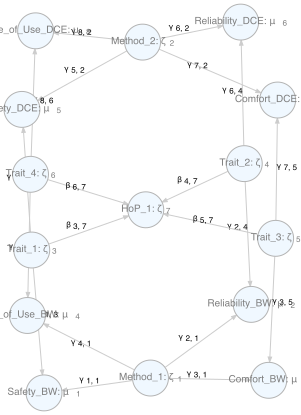 e_of_Use_DCE: μ 8
γ 8, 2
Method_2: ζ 2
γ 6, 2
Reliability_DCE: μ 6
γ 5, 2
γ 7, 2
8, 6
γ 6, 4
Comfort_DCE:
ety_DCE: μ 5
Trait_4: ζ 6
β 6, 7
β 4, 7
Trait_2: ζ 4
γ 7, 5
HoP_1: ζ 7
β 3, 7
β 5, 7
γ 2, 4
Trait_1: ζ 3
Trait_3: ζ 5
_of_Use_BW: μ 4
Reliability_BW: μ 2
γ 3, 5
γ 4, 1
γ 2, 1
Safety_BW: μ 1
γ 1, 1
Method_1: ζ 1
γ 3, 1
Comfort_BW: μ